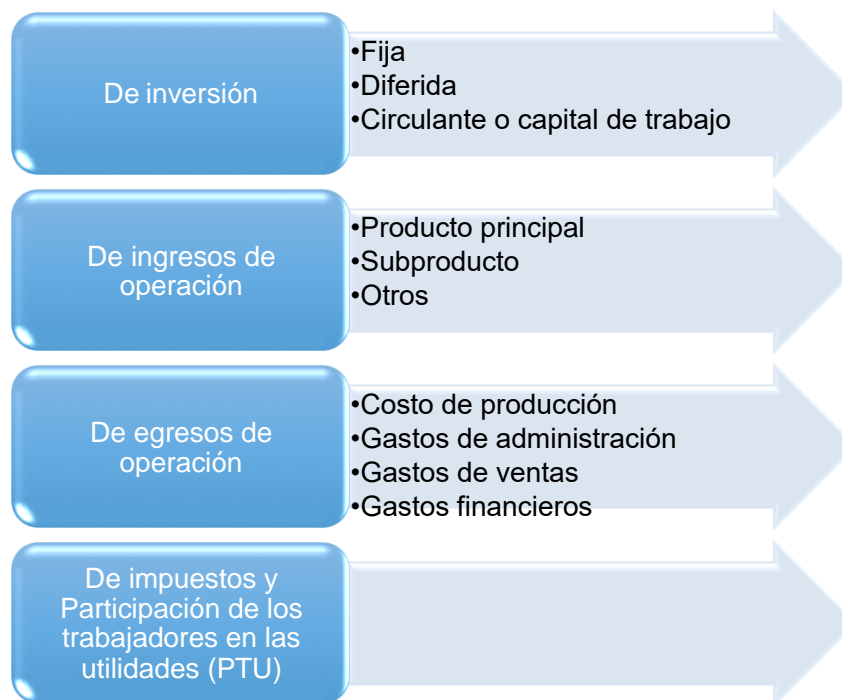 De inversión
•Fija
•Diferida
•Circulante o capital de trabajo
De ingresos de
operación
•Producto principal
•Subproducto
•Otros
De egresos de
operación
•Costo de producción
•Gastos de administración
•Gastos de ventas
•Gastos financieros
De impuestos y
Participación de los
trabajadores en las
utilidades (PTU)